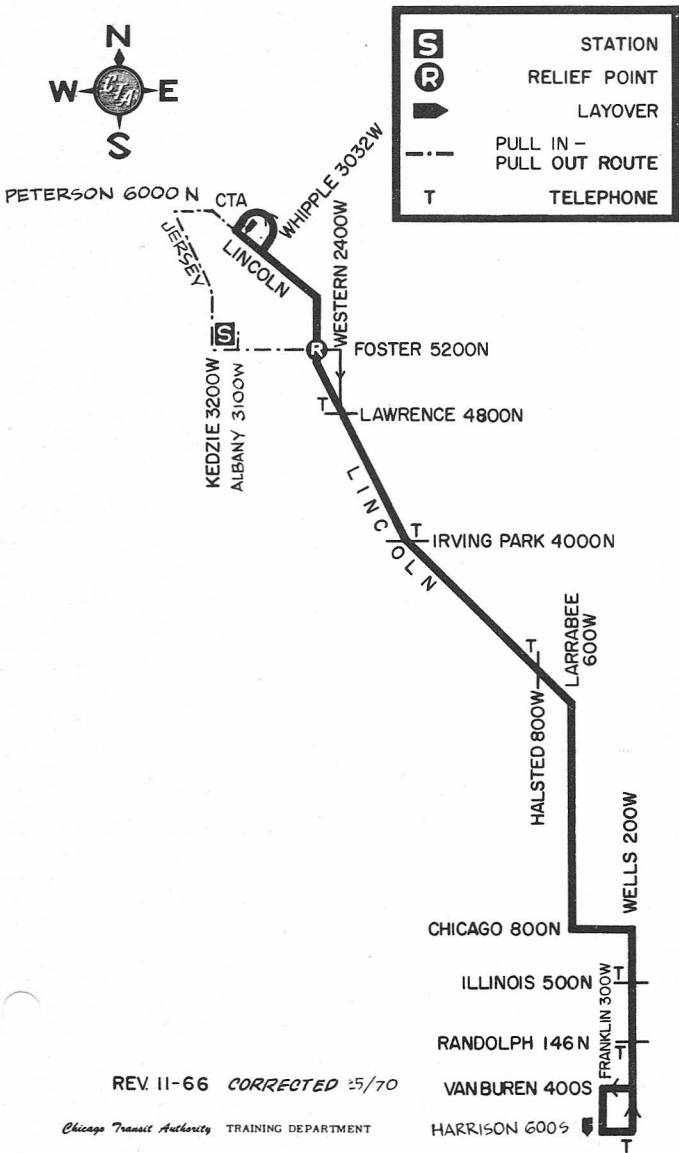 N
W CTA E
S
S STATION
R RELIEF POINT
LAYOVER
PULL IN –
PULL OUT ROUTE
T TELEPHONE
PETERSON 6000 N
CTA
WHIPPLE 3032W
JERSEY
LINCOLN
WESTERN 2400W
S
R
FOSTER 5200N
KEDZIE 3200W
ALBANY 3100W
T
LAWRENCE 4800N
LINCOLN
T
IRVING PARK 4000N
LARRABEE
600W
T
HALSTED 800W
WELLS 200W
CHICAGO 800N
ILLINOIS 500N
T
FRANKLIN 300W
RANDOLPH 146N
T
VAN BUREN 400S
HARRISON 600S
T
REV. 11-66 CORRECTED 5/70
Chicago Transit Authority TRAINING DEPARTMENT